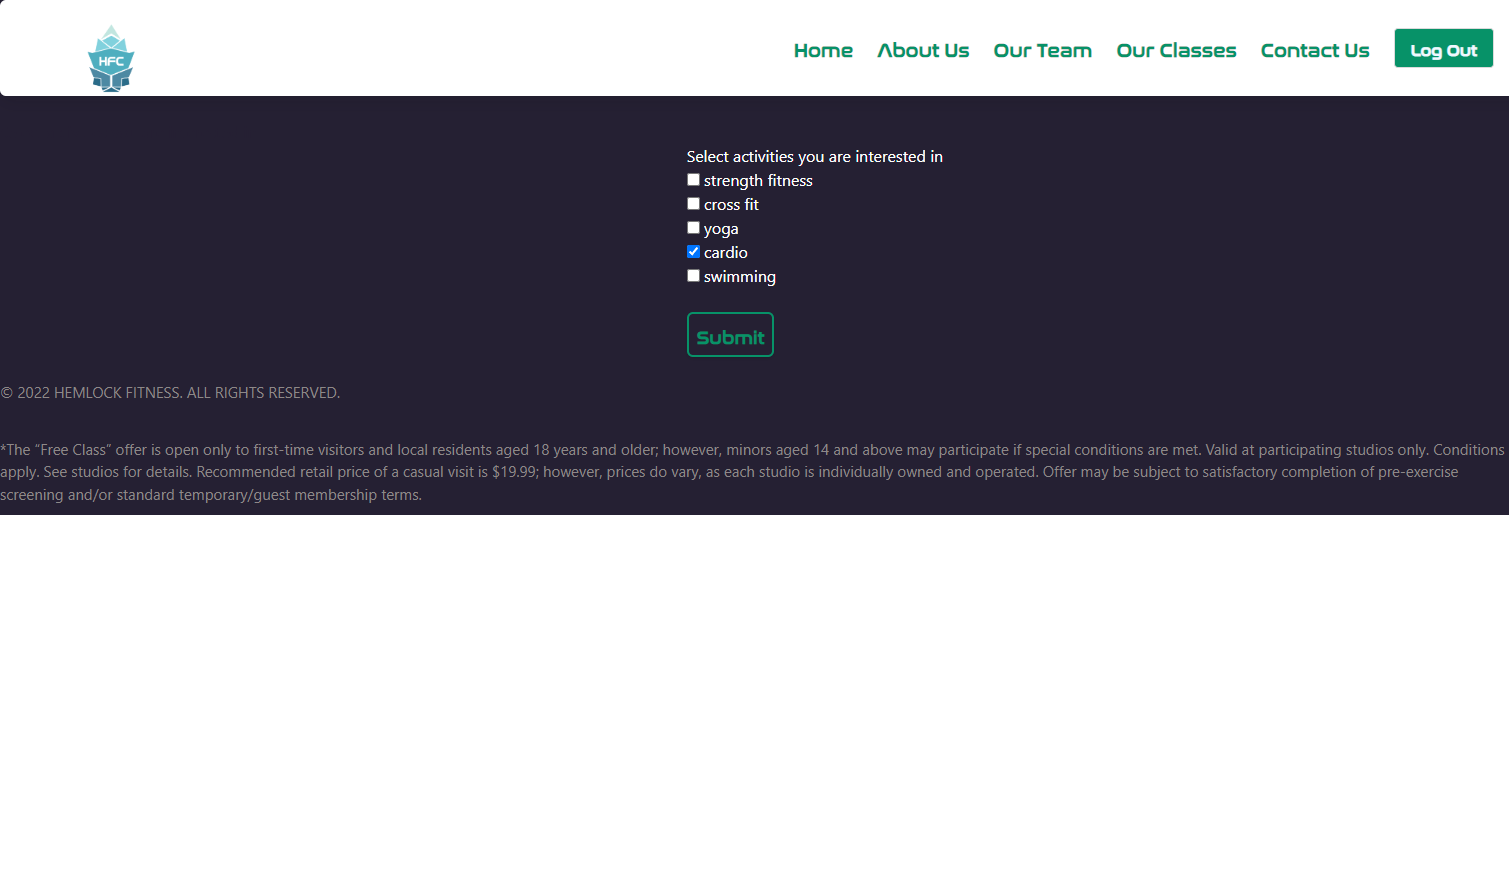 HFC
Home About Us Our Team Our Classes Contact Us Log Out
Select activities you are interested in
strength fitness
cross fit
yoga
cardio
swimming
Submit
© 2022 HEMLOCK FITNESS. ALL RIGHTS RESERVED.
*The “Free Class” offer is open only to first-time visitors and local residents aged 18 years and older; however, minors aged 14 and above may participate if special conditions are met. Valid at participating studios only. Conditions
apply. See studios for details. Recommended retail price of a casual visit is $19.99; however, prices do vary, as each studio is individually owned and operated. Offer may be subject to satisfactory completion of pre-exercise
screening and/or standard temporary/guest membership terms.